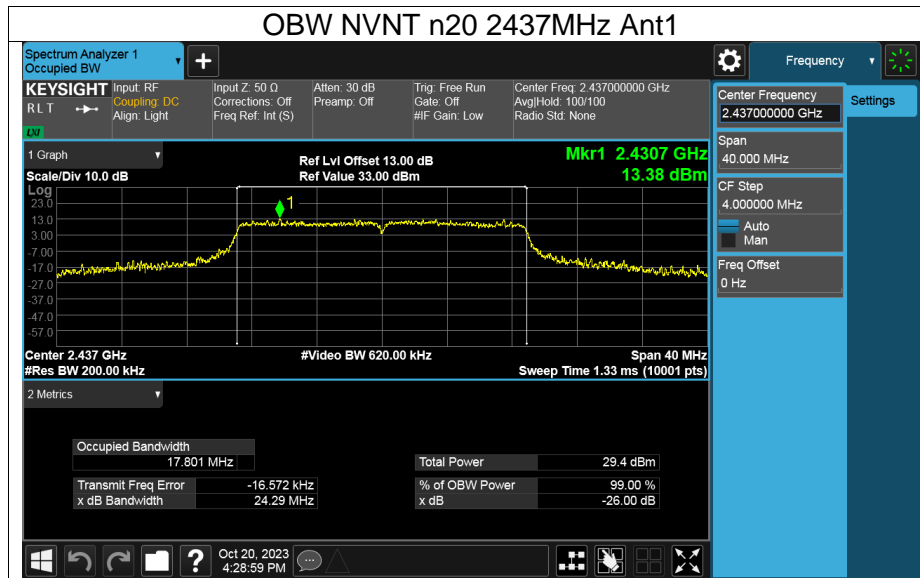 OBW NVNT n20 2437MHz Ant1
Spectrum Analyzer 1
Occupied BW
+
Frequency
KEYSIGHT
RLT
LXI
Input: RF
Coupling: DC
Align: Light
Input Z: 50 Ω
Corrections: Off
Freq Ref: Int (S)
Atten: 30 dB
Preamp: Off
Trig: Free Run
Gate: Off
#IF Gain: Low
Center Freq: 2.437000000 GHz
Avg|Hold: 100/100
Radio Std: None
Center Frequency
2.437000000 GHz
Settings
Span
40.000 MHz
CF Step
4.000000 MHz
Auto
Man
Freq Offset
0 Hz
1 Graph
Scale/Div 10.0 dB
Ref Lvl Offset 13.00 dB
Ref Value 33.00 dBm
Mkr1 2.4307 GHz
13.38 dBm
Log
23.0
13.0
3.00
-7.00
-17.0
-27.0
-37.0
-47.0
-57.0
1
Center 2.437 GHz
#Video BW 620.00 kHz
Span 40 MHz
#Res BW 200.00 kHz
Sweep Time 1.33 ms (10001 pts)
2 Metrics
Occupied Bandwidth
17.801 MHz
Total Power 29.4 dBm
Transmit Freq Error -16.572 kHz
% of OBW Power 99.00 %
x dB Bandwidth 24.29 MHz
x dB -26.00 dB
?
Oct 20, 2023
4:28:59 PM